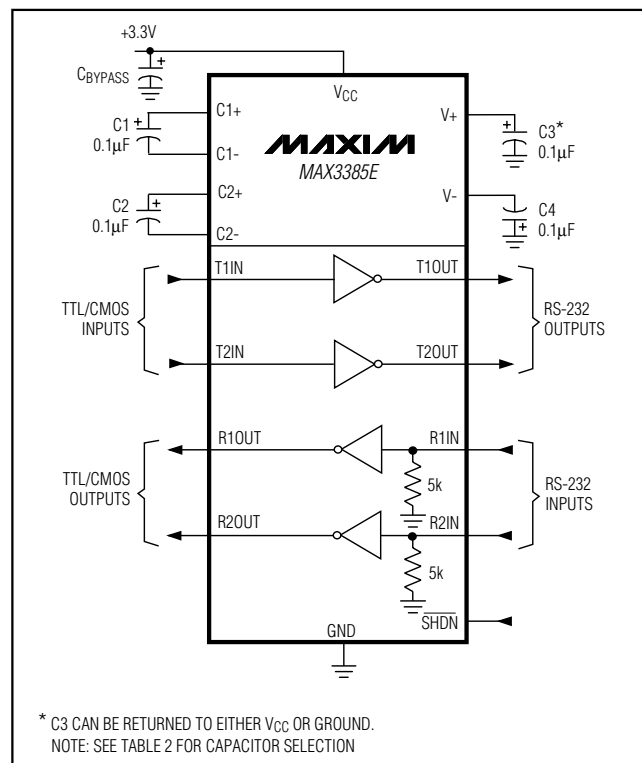 +3.3V
CBYPASS
VCC
C1+
C1
0.1µF
C1-
C2+
C2
0.1µF
C2-
MAXIM
MAX3385E
V+
C3*
0.1µF
V-
C4
0.1µF
T1IN
T1OUT
TTL/CMOS
INPUTS
RS-232
OUTPUTS
T2IN
T2OUT
R1OUT
R1IN
5k
TTL/CMOS
OUTPUTS
RS-232
INPUTS
R2OUT
R2IN
5k
SHDN
GND
* C3 CAN BE RETURNED TO EITHER VCC OR GROUND.
NOTE: SEE TABLE 2 FOR CAPACITOR SELECTION